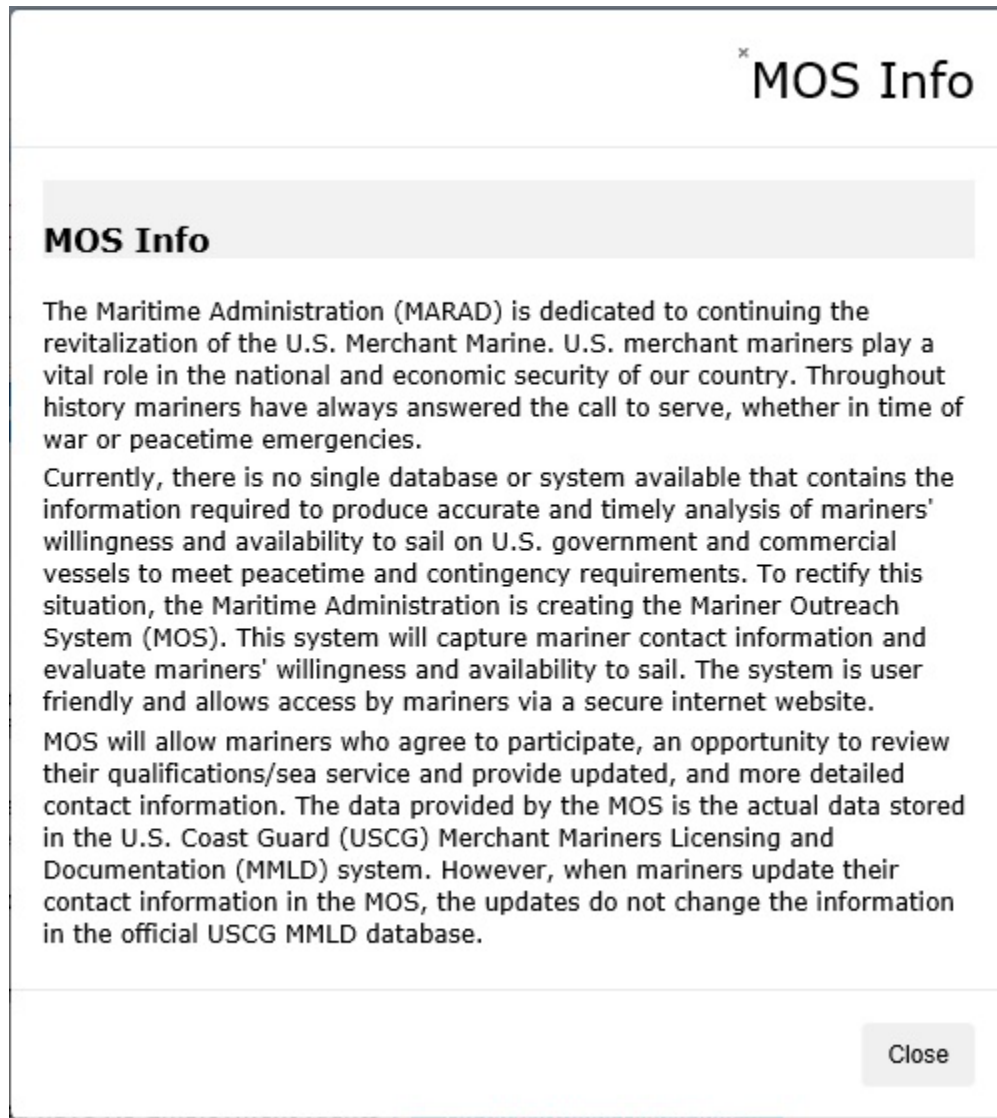 ×
MOS Info
MOS Info
The Maritime Administration (MARAD) is dedicated to continuing the
revitalization of the U.S. Merchant Marine. U.S. merchant mariners play a
vital role in the national and economic security of our country. Throughout
history mariners have always answered the call to serve, whether in time of
war or peacetime emergencies.
Currently, there is no single database or system available that contains the
information required to produce accurate and timely analysis of mariners'
willingness and availability to sail on U.S. government and commercial
vessels to meet peacetime and contingency requirements. To rectify this
situation, the Maritime Administration is creating the Mariner Outreach
System (MOS). This system will capture mariner contact information and
evaluate mariners' willingness and availability to sail. The system is user
friendly and allows access by mariners via a secure internet website.
MOS will allow mariners who agree to participate, an opportunity to review
their qualifications/sea service and provide updated, and more detailed
contact information. The data provided by the MOS is the actual data stored
in the U.S. Coast Guard (USCG) Merchant Mariners Licensing and
Documentation (MMLD) system. However, when mariners update their
contact information in the MOS, the updates do not change the information
in the official USCG MMLD database.
Close